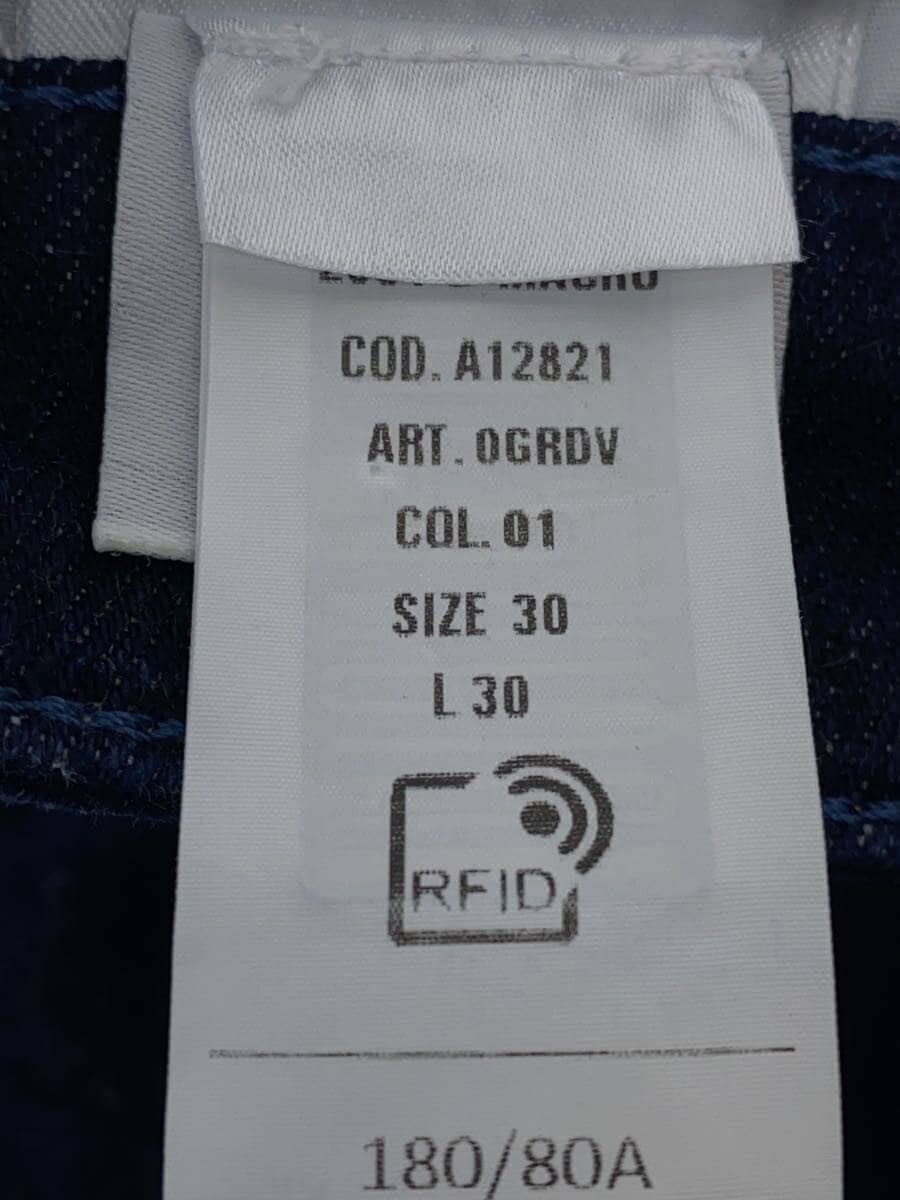 COD. A12821
ART. 0GRDV
COL. 01
SIZE 30
L 30
RFID
180/80A